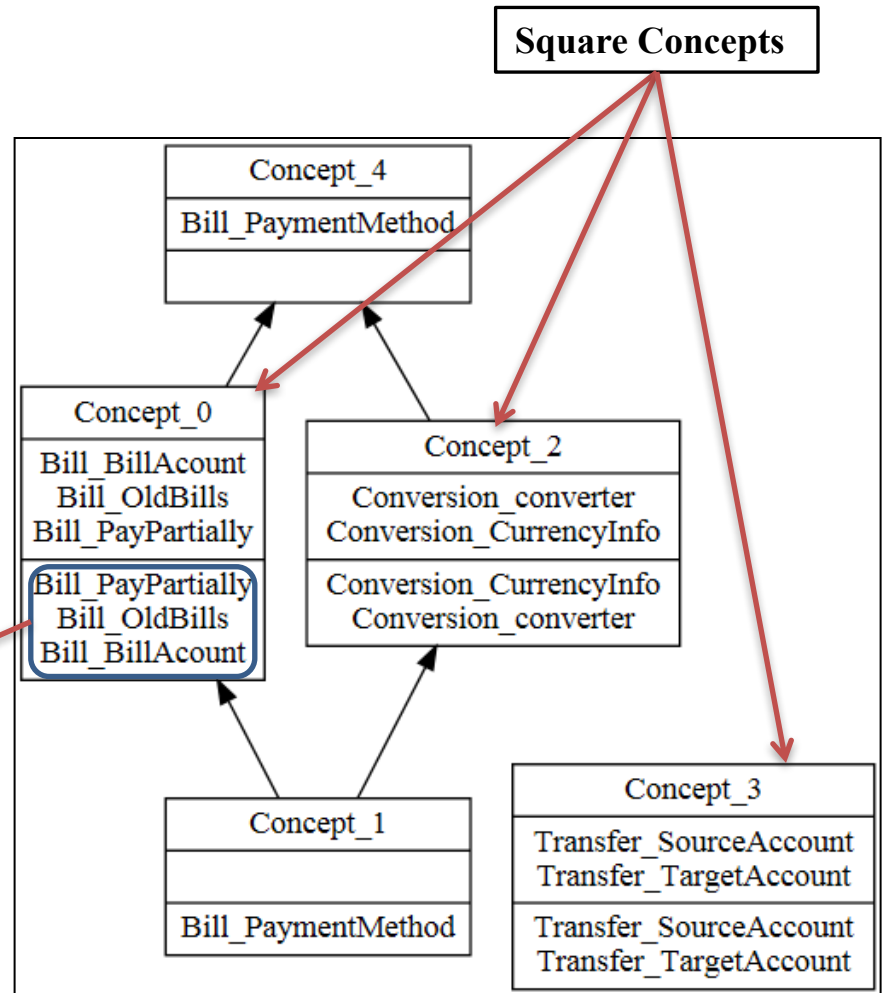 Square Concepts
Concept_4
Bill_PaymentMethod
Concept_0
Bill_BillAcount
Bill_OldBills
Bill_PayPartially
Bill_PayPartially
Bill_OldBills
Bill_BillAcount
Concept_2
Conversion_converter
Conversion_CurrencyInfo
Conversion_CurrencyInfo
Conversion_converter
Concept_1
Bill_PaymentMethod
Concept_3
Transfer_SourceAccount
Transfer_TargetAccount
Transfer_SourceAccount
Transfer_TargetAccount